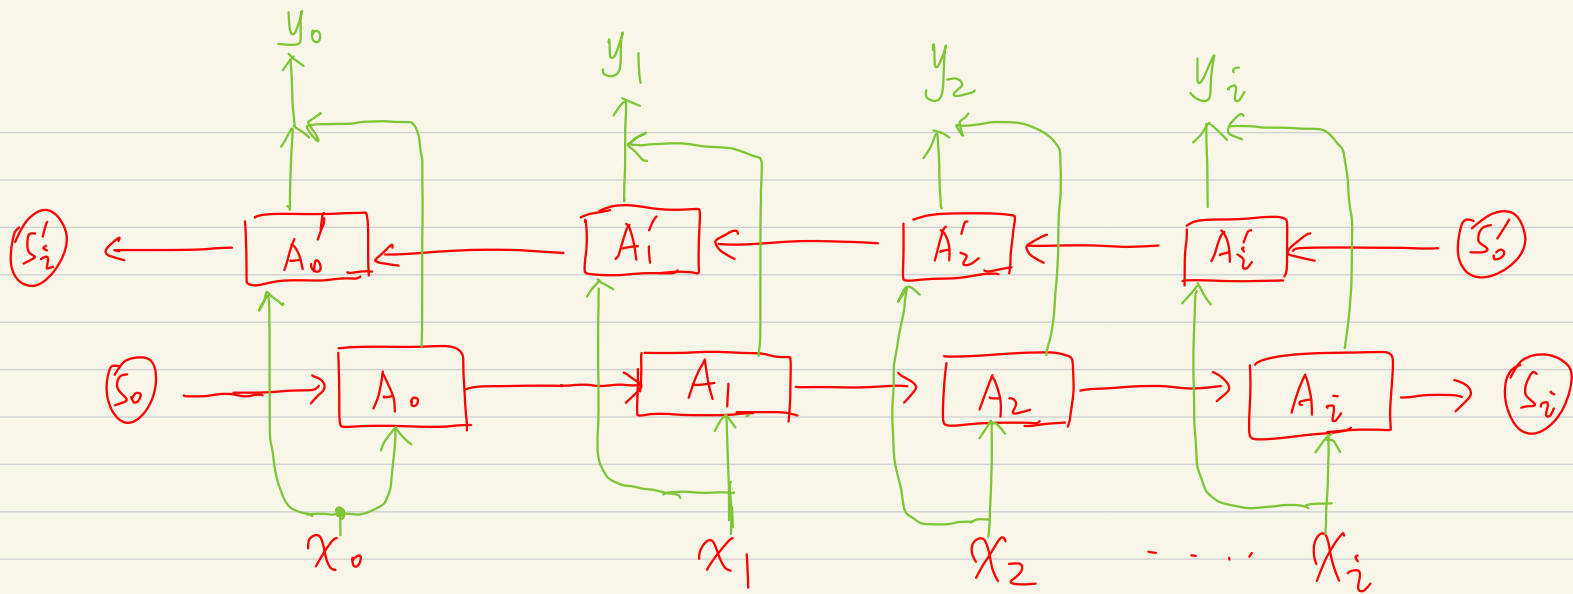 y₀ y₁ y₂ yᵢ
S'ᵢ A'₀ A'₁ A'₂ A'ᵢ S'₀
S₀ A₀ A₁ A₂ Aᵢ Sᵢ
x₀ x₁ x₂ ..... xᵢ